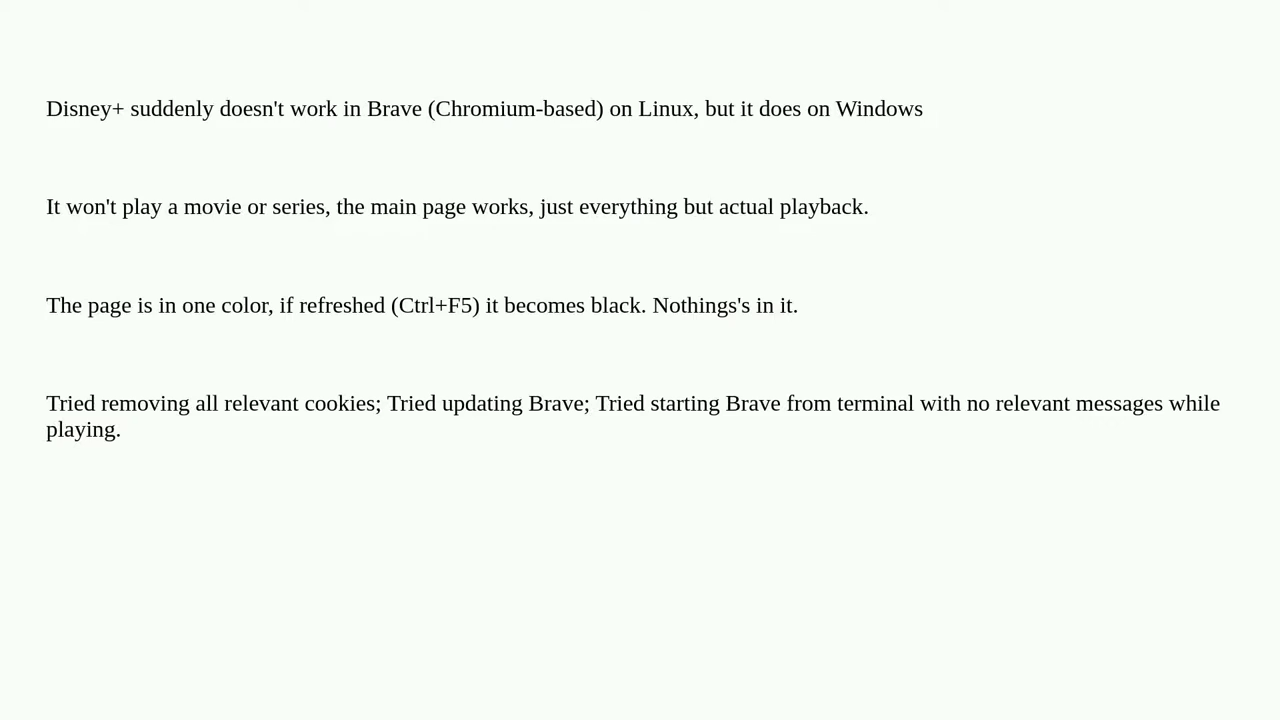 Disney+ suddenly doesn't work in Brave (Chromium-based) on Linux, but it does on Windows
It won't play a movie or series, the main page works, just everything but actual playback.
The page is in one color, if refreshed (Ctrl+F5) it becomes black. Nothings's in it.
Tried removing all relevant cookies; Tried updating Brave; Tried starting Brave from terminal with no relevant messages while
playing.